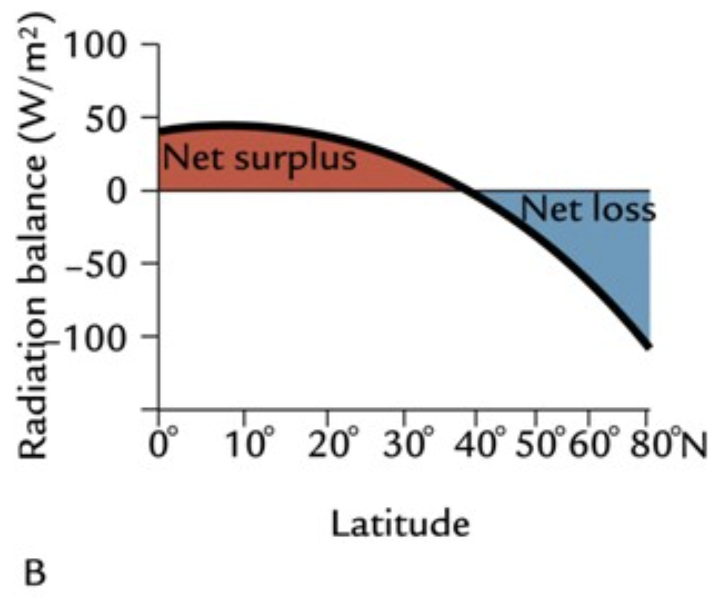 Radiation balance (W/m²)
100
50
0
−50
−100
Net surplus
Net loss
0° 10° 20° 30° 40° 50° 60° 80°N
Latitude
B